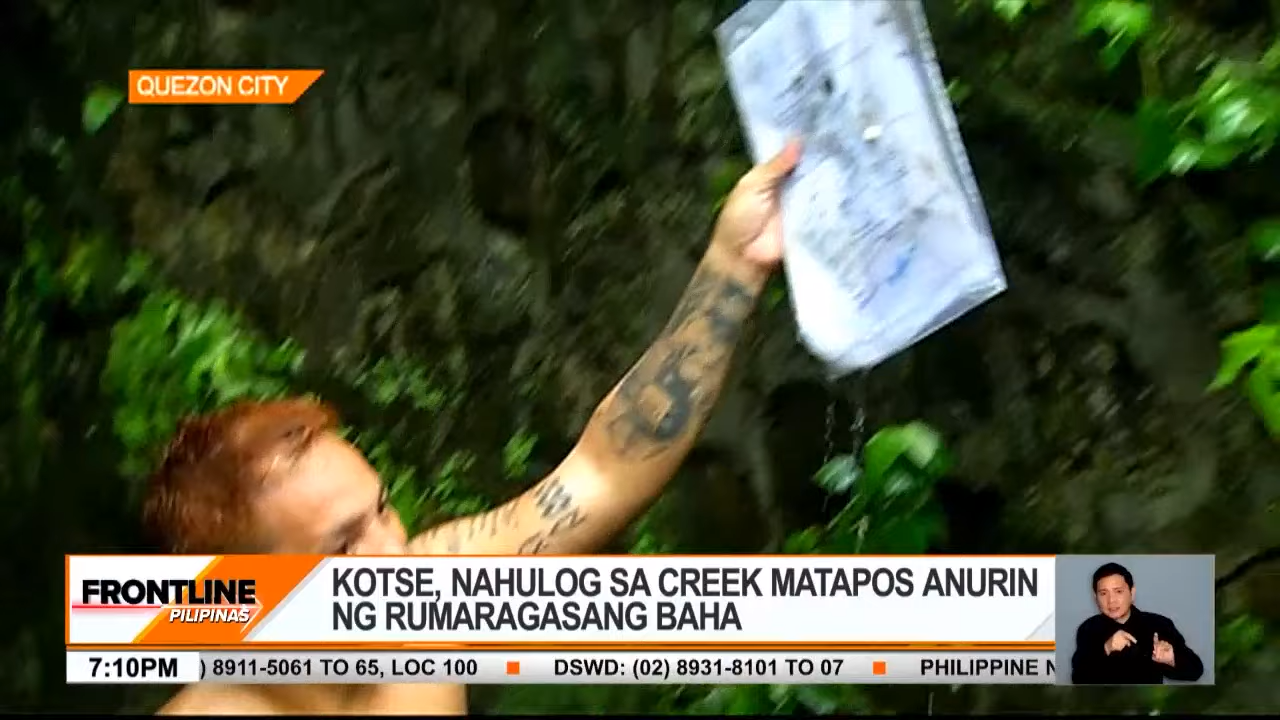 QUEZON CITY
FRONTLINE
PILIPINAS
KOTSE, NAHULOG SA CREEK MATAPOS ANURIN
NG RUMARAGASANG BAHA
7:10PM
) 8911-5061 TO 65, LOC 100 ■ DSWD: (02) 8931-8101 TO 07 ■ PHILIPPINE N